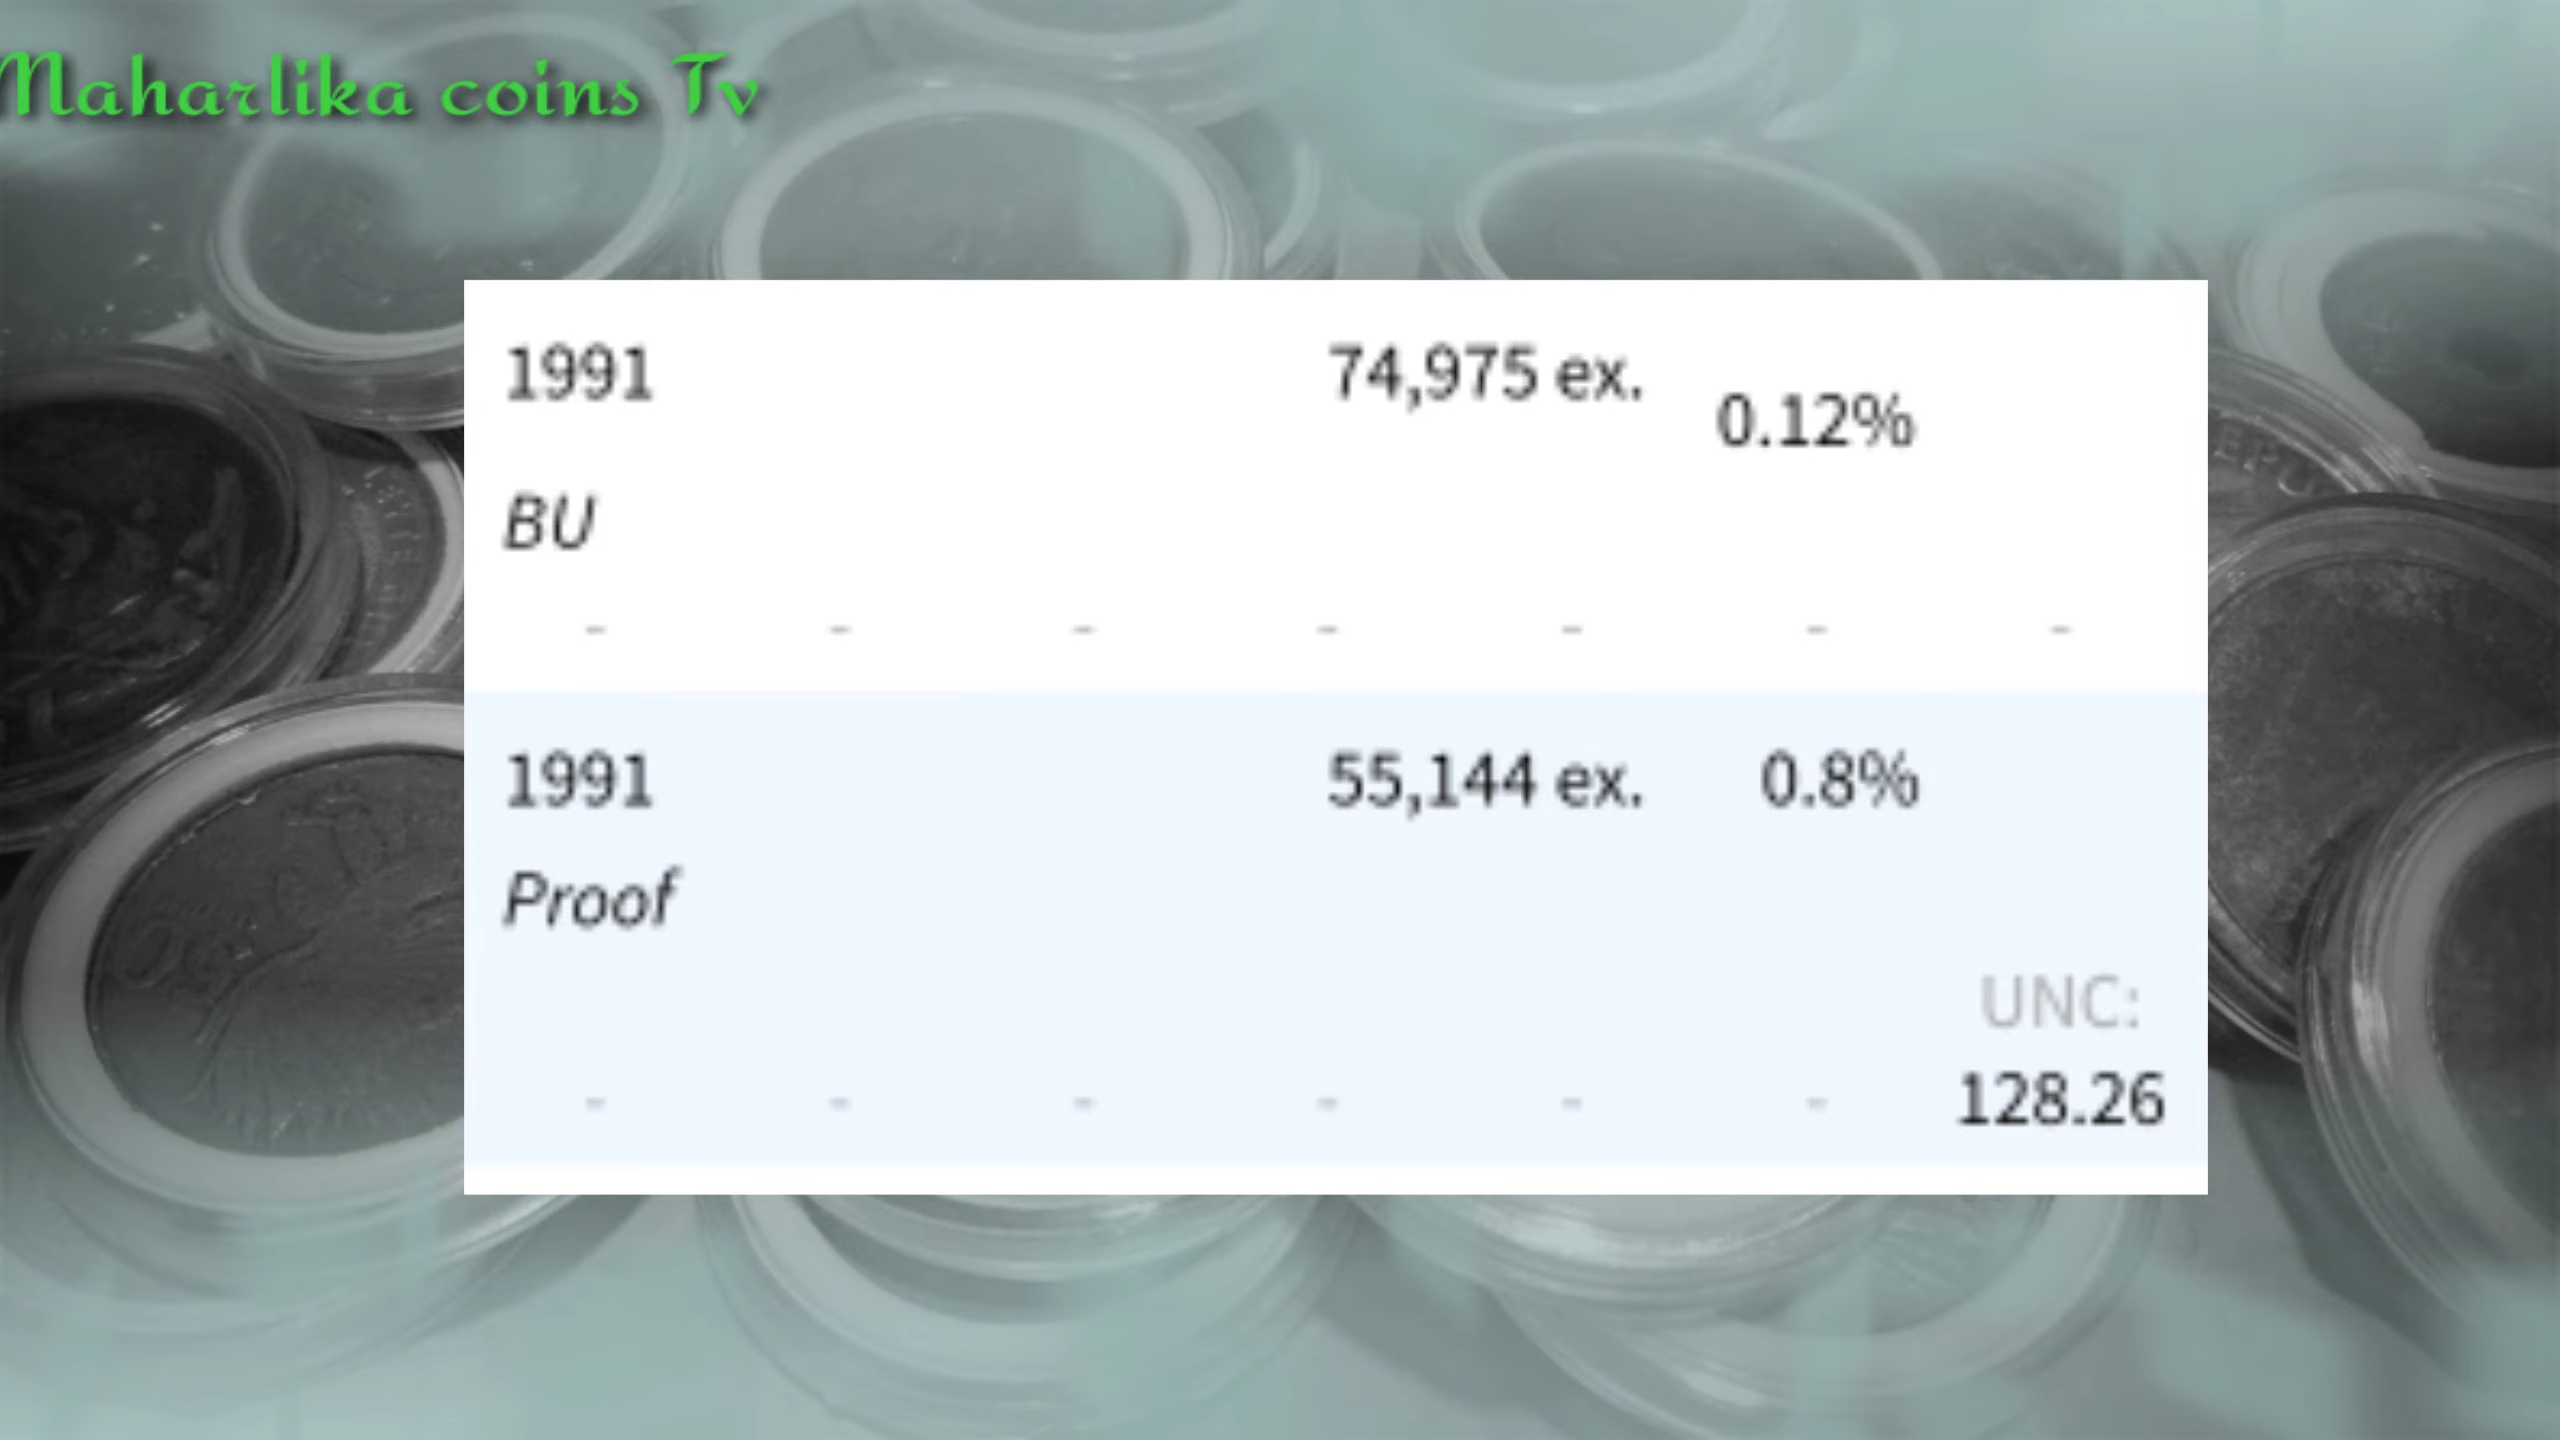 Maharlika coins Tv
1991 74,975 ex. 0.12%
BU
- - - - - - -
1991 55,144 ex. 0.8%
Proof
UNC:
- - - - - - 128.26